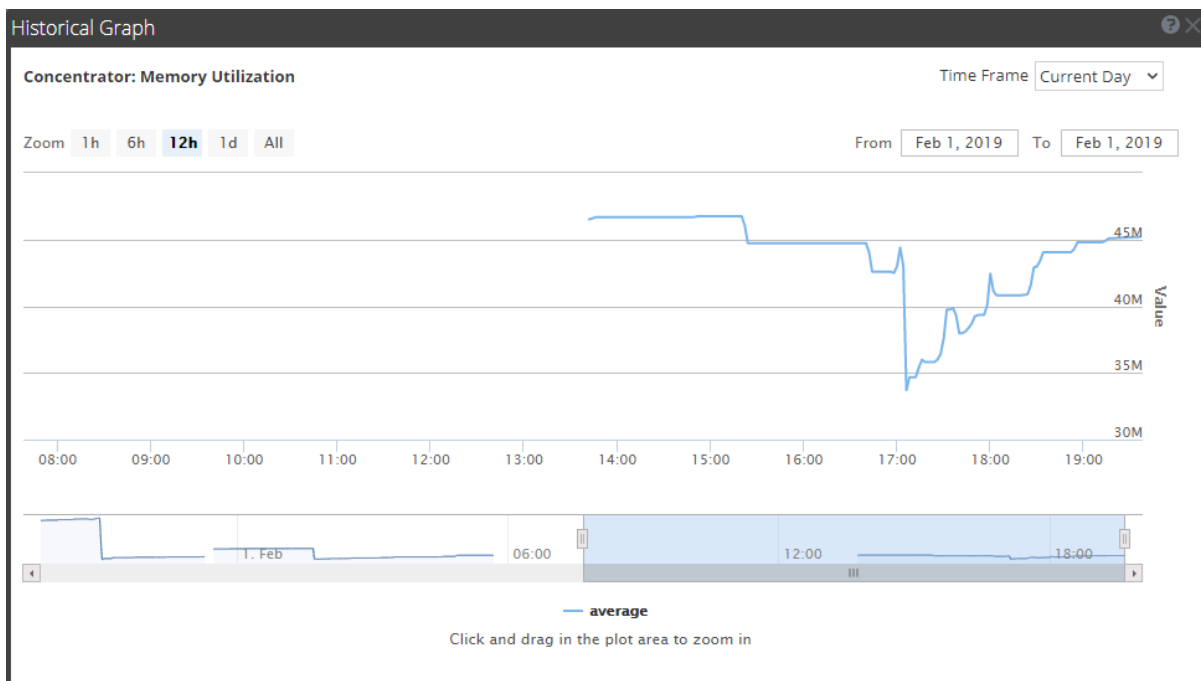 Historical Graph
Concentrator: Memory Utilization
Time Frame Current Day
Zoom 1h 6h 12h 1d All
From Feb 1, 2019 To Feb 1, 2019
45M
40M
Value
35M
30M
08:00 09:00 10:00 11:00 12:00 13:00 14:00 15:00 16:00 17:00 18:00 19:00
1. Feb 06:00 12:00 18:00
average
Click and drag in the plot area to zoom in